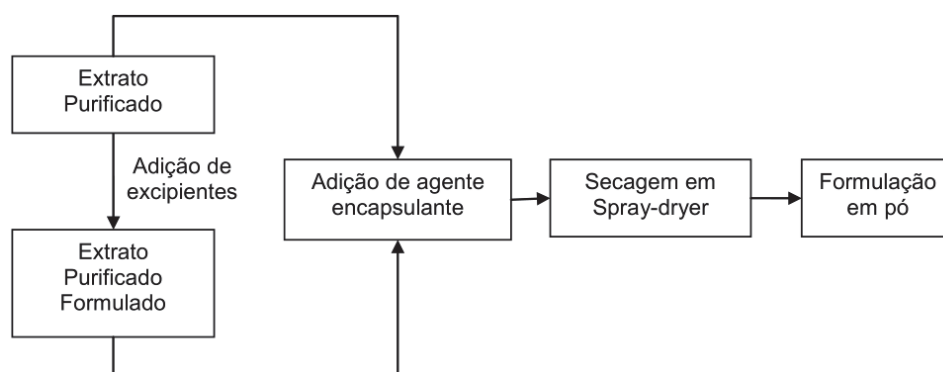 Extrato
Purificado
Adição de
excipientes
Extrato
Purificado
Formulado
Adição de agente
encapsulante
Secagem em
Spray-dryer
Formulação
em pó